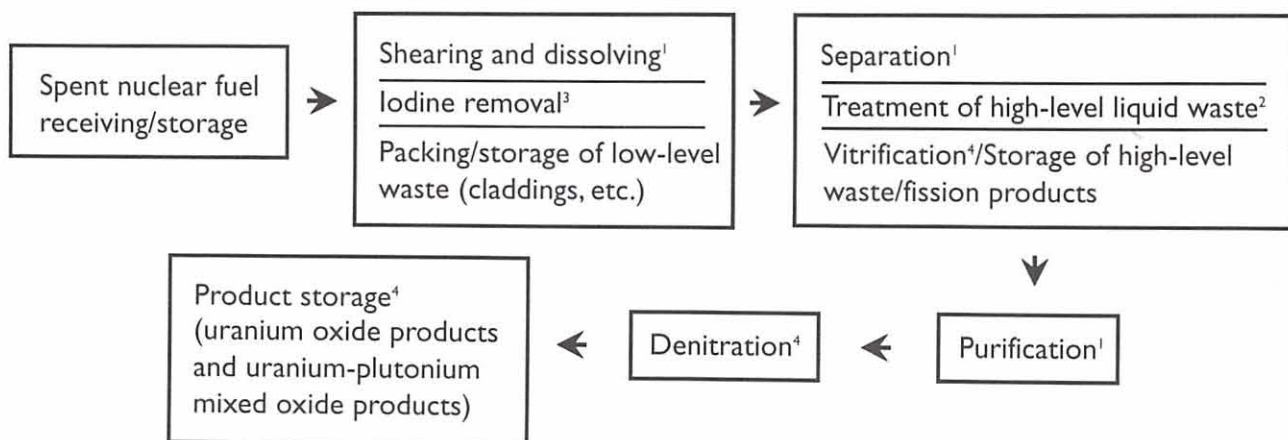 Spent nuclear fuel
receiving/storage
Shearing and dissolving¹
Iodine removal³
Packing/storage of low-level
waste (claddings, etc.)
Separation¹
Treatment of high-level liquid waste²
Vitrification⁴/Storage of high-level
waste/fission products
Purification¹
Denitration⁴
Product storage⁴
(uranium oxide products
and uranium-plutonium
mixed oxide products)